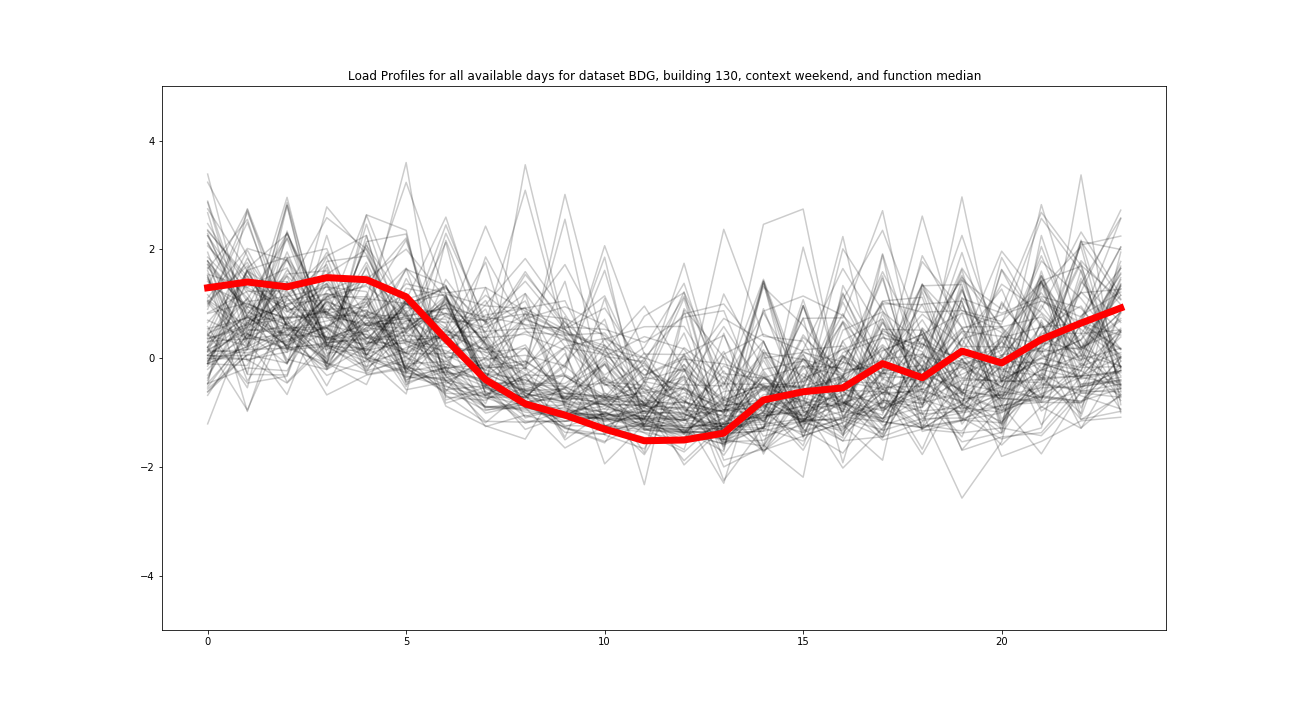 Load Profiles for all available days for dataset BDG, building 130, context weekend, and function median
4
2
0
−2
−4
0 5 10 15 20